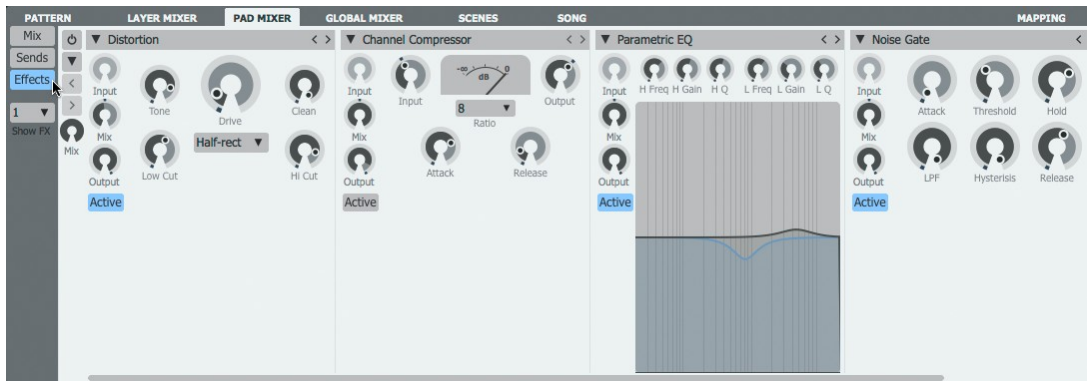 PATTERN LAYER MIXER PAD MIXER GLOBAL MIXER SCENES SONG MAPPING
Mix
Sends
Effects
1
Show FX
Mix
Distortion
Input
Tone
Drive
Clean
Mix
Low Cut
Half-rect
Hi Cut
Output
Active
Channel Compressor
Input
Input
-∞ 0
dB
Output
8
Ratio
Mix
Attack
Release
Output
Active
Parametric EQ
Input H Freq H Gain H Q L Freq L Gain L Q
Mix
Output
Active
Noise Gate
Input
Attack
Threshold
Hold
Mix
LPF
Hysterisis
Release
Output
Active